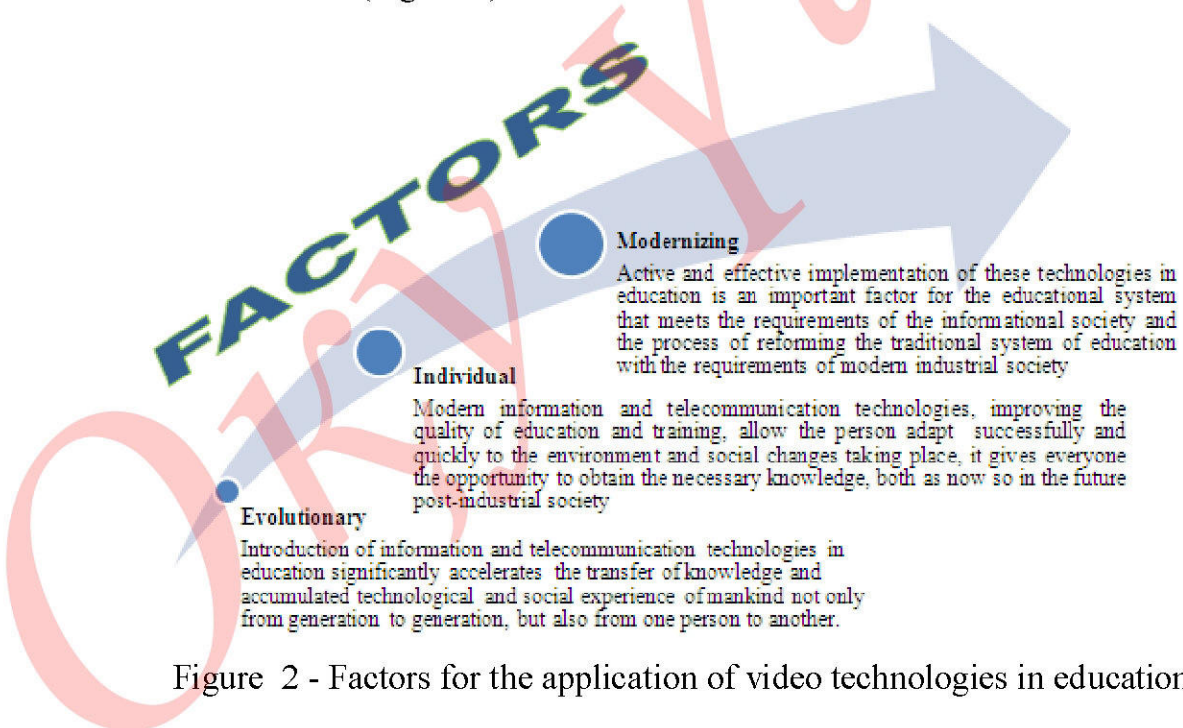 FACTORS
Modernizing
Active and effective implementation of these technologies in
education is an important factor for the educational system
that meets the requirements of the informational society and
the process of reforming the traditional system of education
with the requirements of modern industrial society
Individual
Modern information and telecommunication technologies, improving the
quality of education and training, allow the person adapt successfully and
quickly to the environment and social changes taking place, it gives everyone
the opportunity to obtain the necessary knowledge, both as now so in the future
post-industrial society
Evolutionary
Introduction of information and telecommunication technologies in
education significantly accelerates the transfer of knowledge and
accumulated technological and social experience of mankind not only
from generation to generation, but also from one person to another.
Figure 2 - Factors for the application of video technologies in education